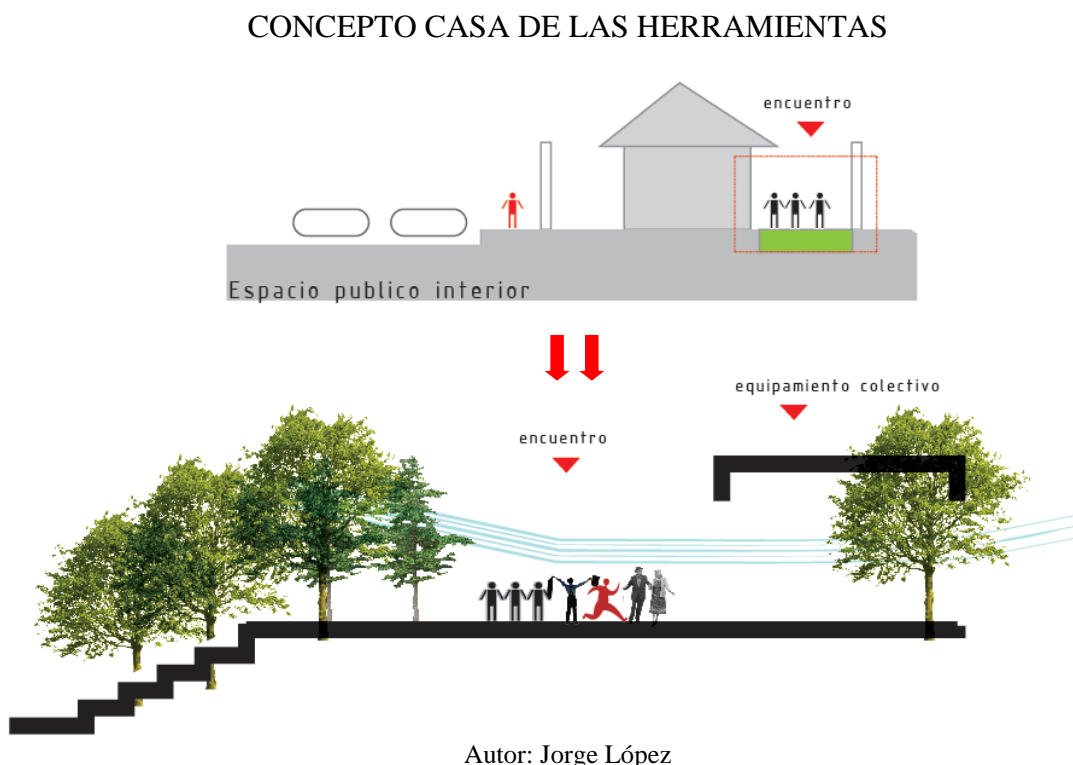 CONCEPTO CASA DE LAS HERRAMIENTAS
encuentro
Espacio publico interior
equipamiento colectivo
encuentro
Autor: Jorge López